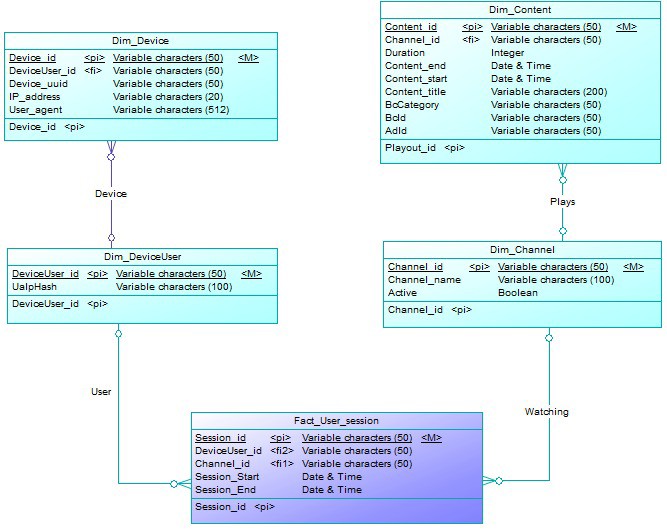 Dim_Device
Device_id <pi> Variable characters (50) <M>
DeviceUser_id <fi> Variable characters (50)
Device_uuid Variable characters (50)
IP_address Variable characters (20)
User_agent Variable characters (512)
Device_id <pi>
Dim_Content
Content_id <pi> Variable characters (50) <M>
Channel_id <fi> Variable characters (50)
Duration Integer
Content_end Date & Time
Content_start Date & Time
Content_title Variable characters (200)
BcCategory Variable characters (50)
BcId Variable characters (50)
AdId Variable characters (50)
Playout_id <pi>
Device
Plays
Dim_DeviceUser
DeviceUser_id <pi> Variable characters (50) <M>
UaIpHash Variable characters (100)
DeviceUser_id <pi>
Dim_Channel
Channel_id <pi> Variable characters (50) <M>
Channel_name Variable characters (100)
Active Boolean
Channel_id <pi>
User
Watching
Fact_User_session
Session_id <pi> Variable characters (50) <M>
DeviceUser_id <fi2> Variable characters (50)
Channel_id <fi1> Variable characters (50)
Session_Start Date & Time
Session_End Date & Time
Session_id <pi>